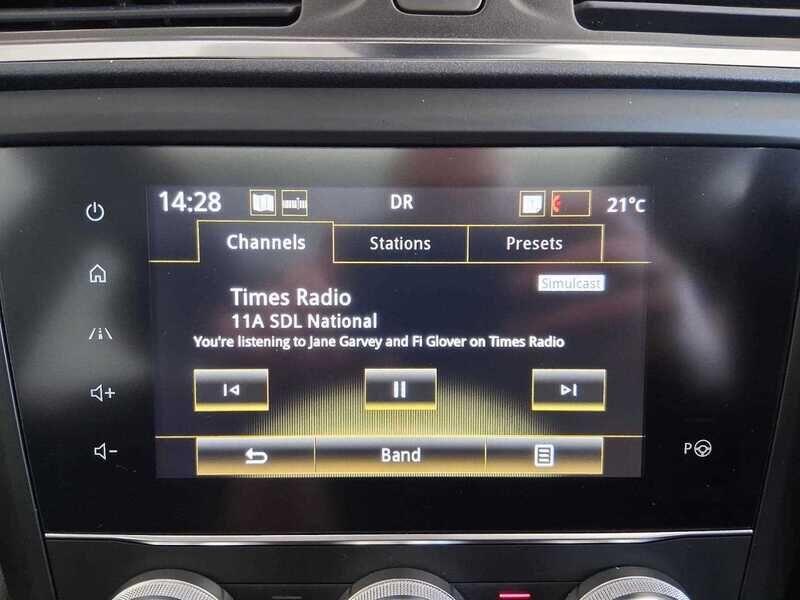 14:28 DR 21°C
Channels Stations Presets
Simulcast
Times Radio
11A SDL National
You're listening to Jane Garvey and Fi Glover on Times Radio
Band
P